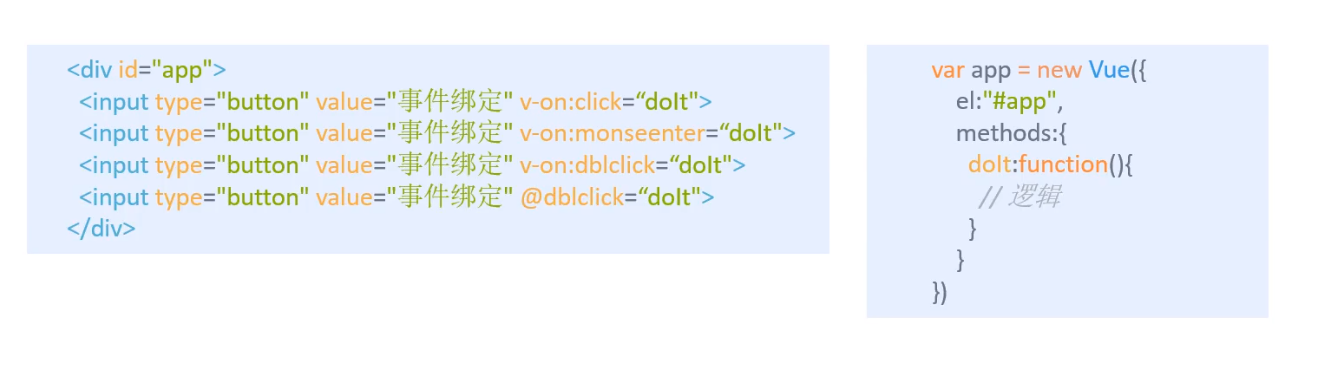 <div id="app">
<input type="button" value="事件绑定" v-on:click=“doIt">
<input type="button" value="事件绑定" v-on:monseenter=“doIt">
<input type="button" value="事件绑定" v-on:dblclick=“doIt">
<input type="button" value="事件绑定" @dblclick=“doIt">
</div>
var app = new Vue({
el:"#app",
methods:{
doIt:function(){
// 逻辑
}
}
})